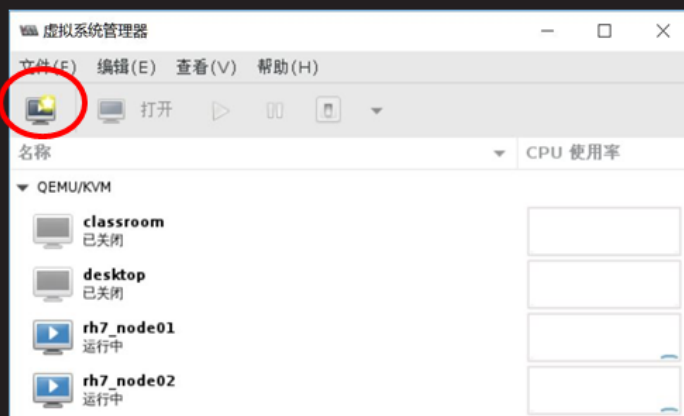 虚拟系统管理器
文件(F) 编辑(E) 查看(V) 帮助(H)
打开
名称 CPU 使用率
QEMU/KVM
classroom
已关闭
desktop
已关闭
rh7_node01
运行中
rh7_node02
运行中